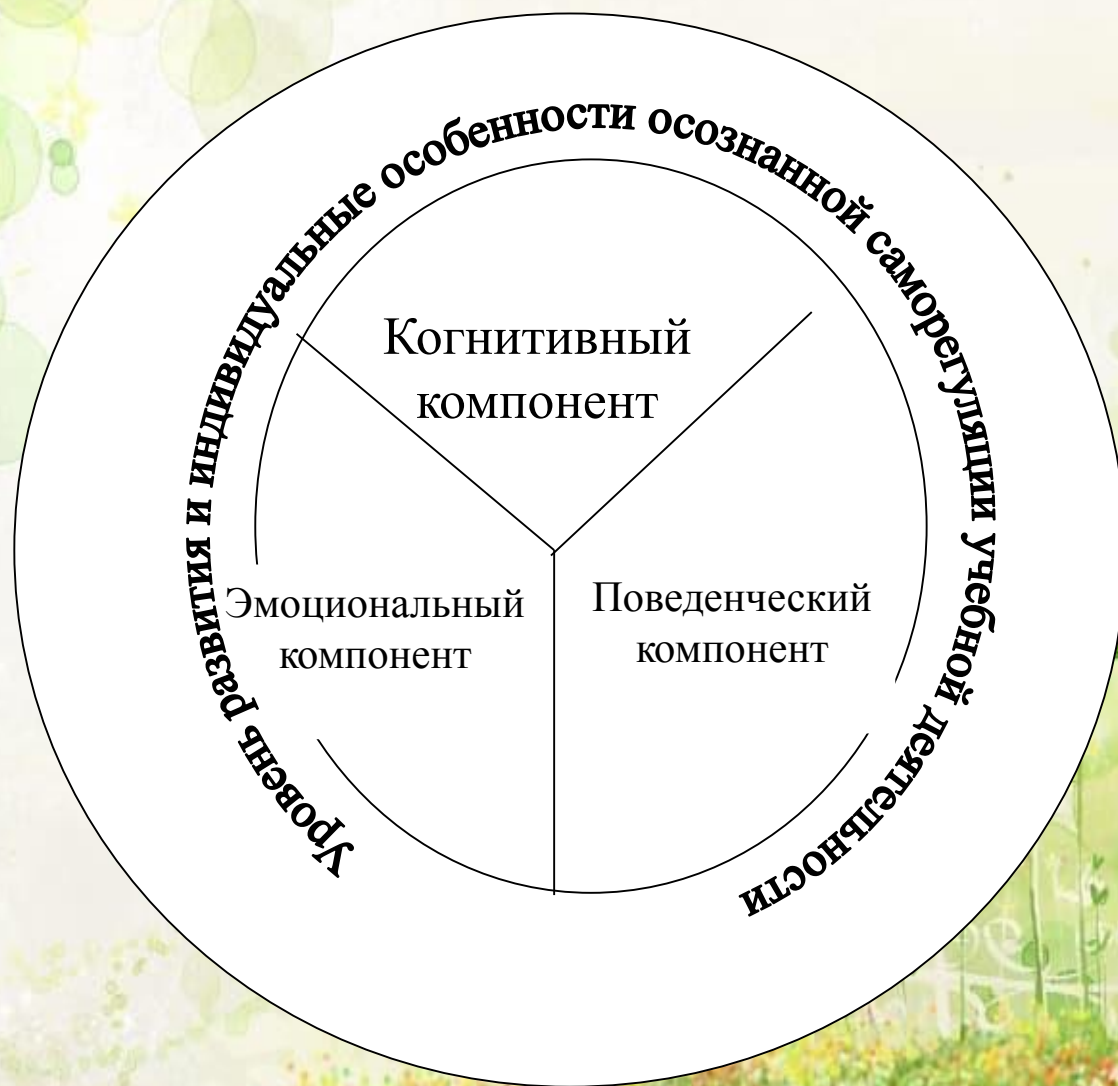 Уровень развития и индивидуальные особенности осознанной саморегуляции учебной деятельности
Когнитивный
компонент
Эмоциональный
компонент
Поведенческий
компонент